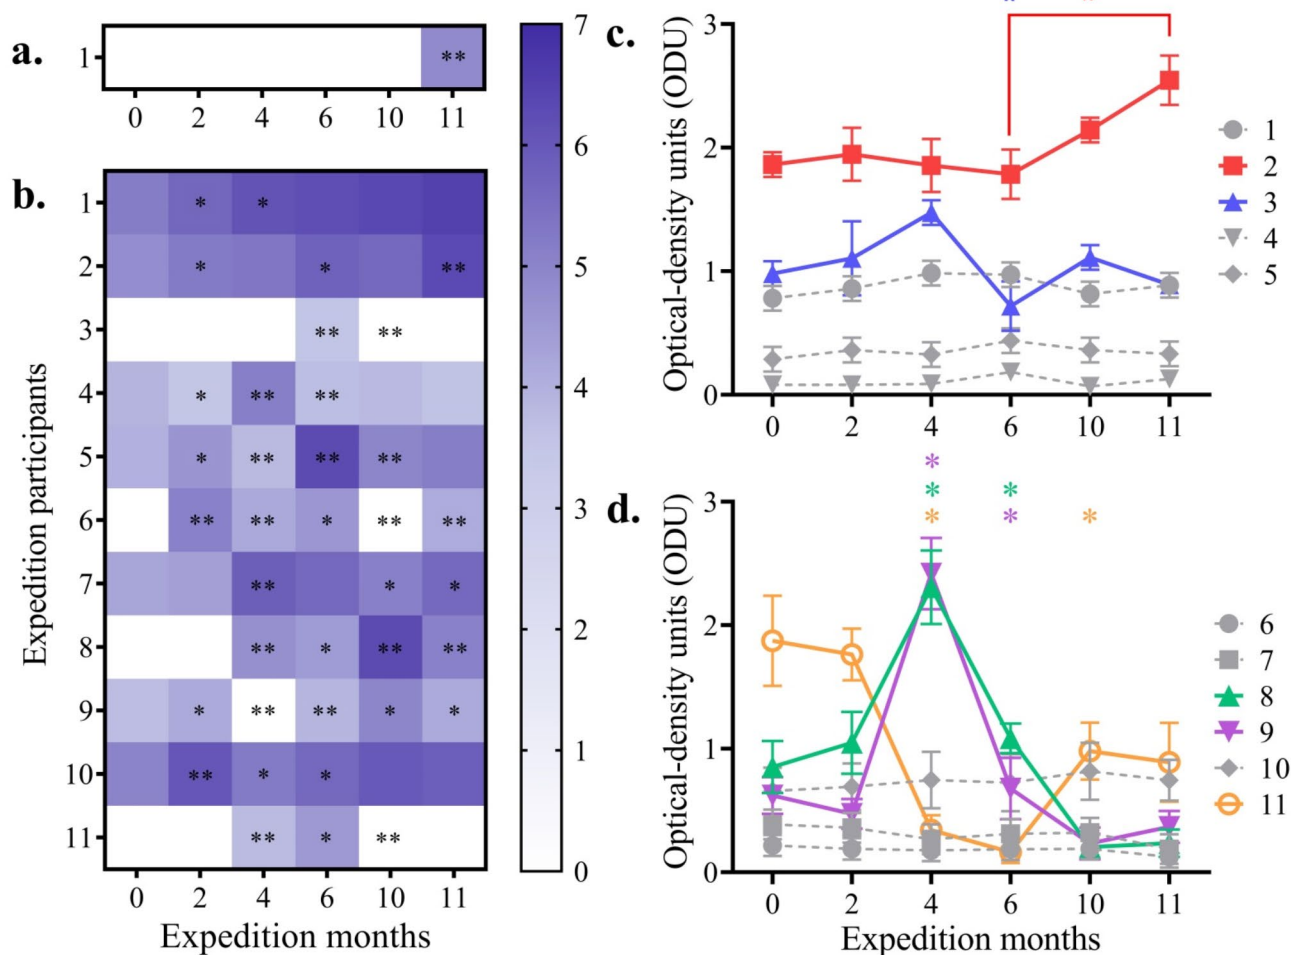 a.
1
**
0 2 4 6 10 11
b.
Expedition participants
1 * *
2 * * **
3 ** **
4 * ** **
5 * ** ** **
6 ** ** * ** **
7 ** * *
8 ** * ** **
9 * ** ** * *
10 ** * *
11 ** * **
0 2 4 6 10 11
Expedition months
7
6
5
4
3
2
1
0
c.
Optical-density units (ODU)
3
2
1
0
0 2 4 6 10 11
1
2
3
4
5
d.
Optical-density units (ODU)
*
* *
* * *
3
2
1
0
0 2 4 6 10 11
Expedition months
6
7
8
9
10
11